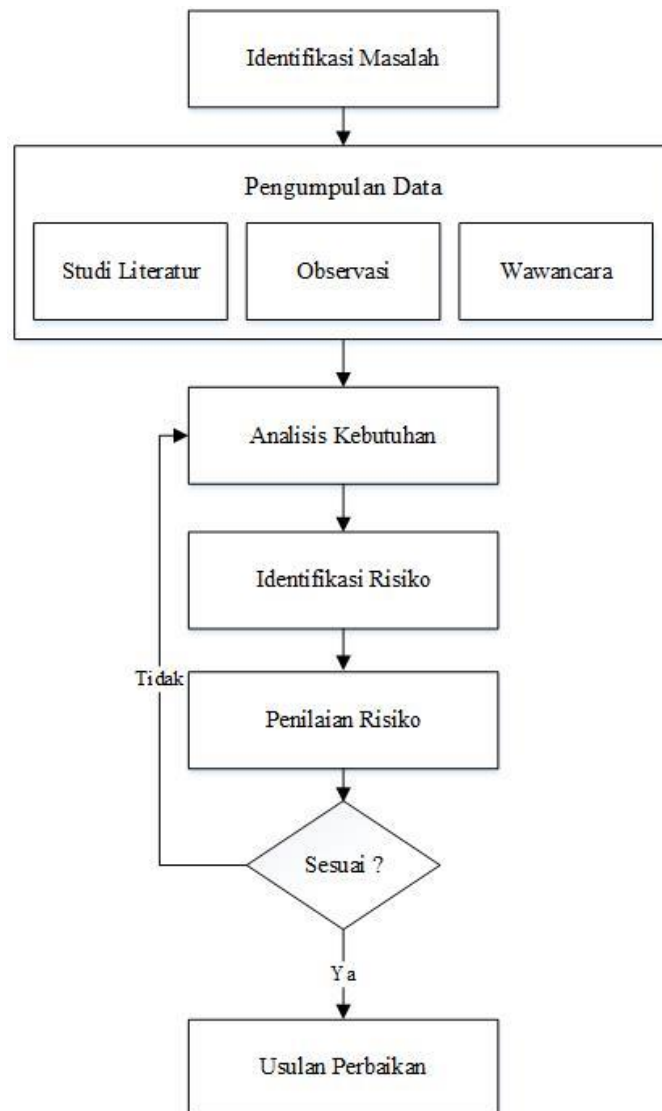 Identifikasi Masalah
Pengumpulan Data
Studi Literatur
Observasi
Wawancara
Analisis Kebutuhan
Identifikasi Risiko
Tidak
Penilaian Risiko
Sesuai ?
Ya
Usulan Perbaikan